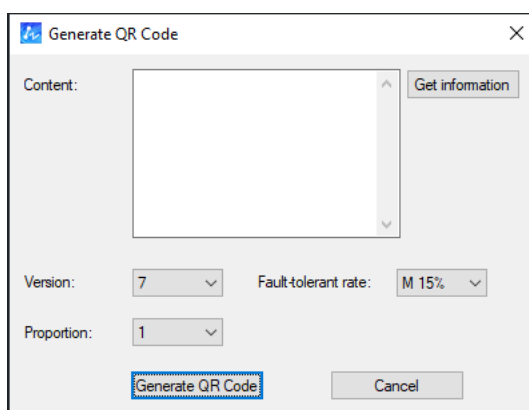 Generate QR Code
Content:
Get information
Version:
7
Fault-tolerant rate:
M 15%
Proportion:
1
Generate QR Code
Cancel